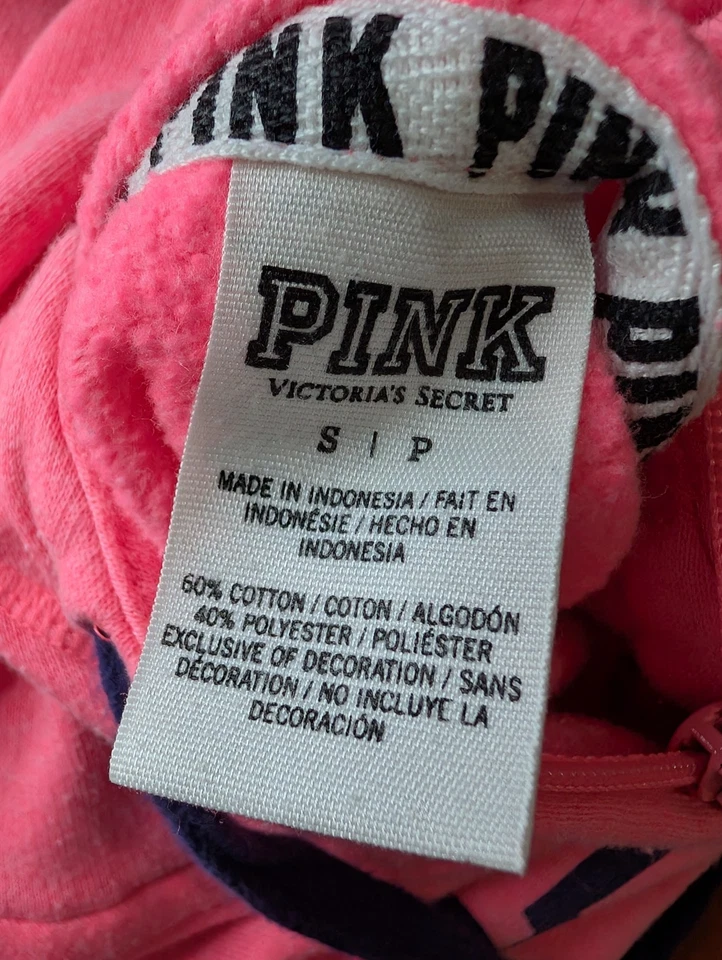 PINK PINK PIN
PINK
VICTORIA'S SECRET
S | P
MADE IN INDONESIA / FAIT EN
INDONÉSIE / HECHO EN
INDONESIA
60% COTTON / COTON / ALGODÓN
40% POLYESTER / POLIÉSTER
EXCLUSIVE OF DECORATION / SANS
DÉCORATION / NO INCLUYE LA
DECORACIÓN